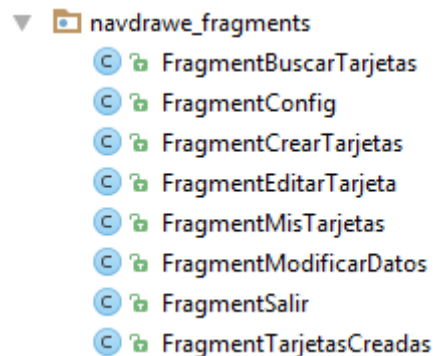 navdrawe_fragments
FragmentBuscarTarjetas
FragmentConfig
FragmentCrearTarjetas
FragmentEditarTarjeta
FragmentMisTarjetas
FragmentModificarDatos
FragmentSalir
FragmentTarjetasCreadas